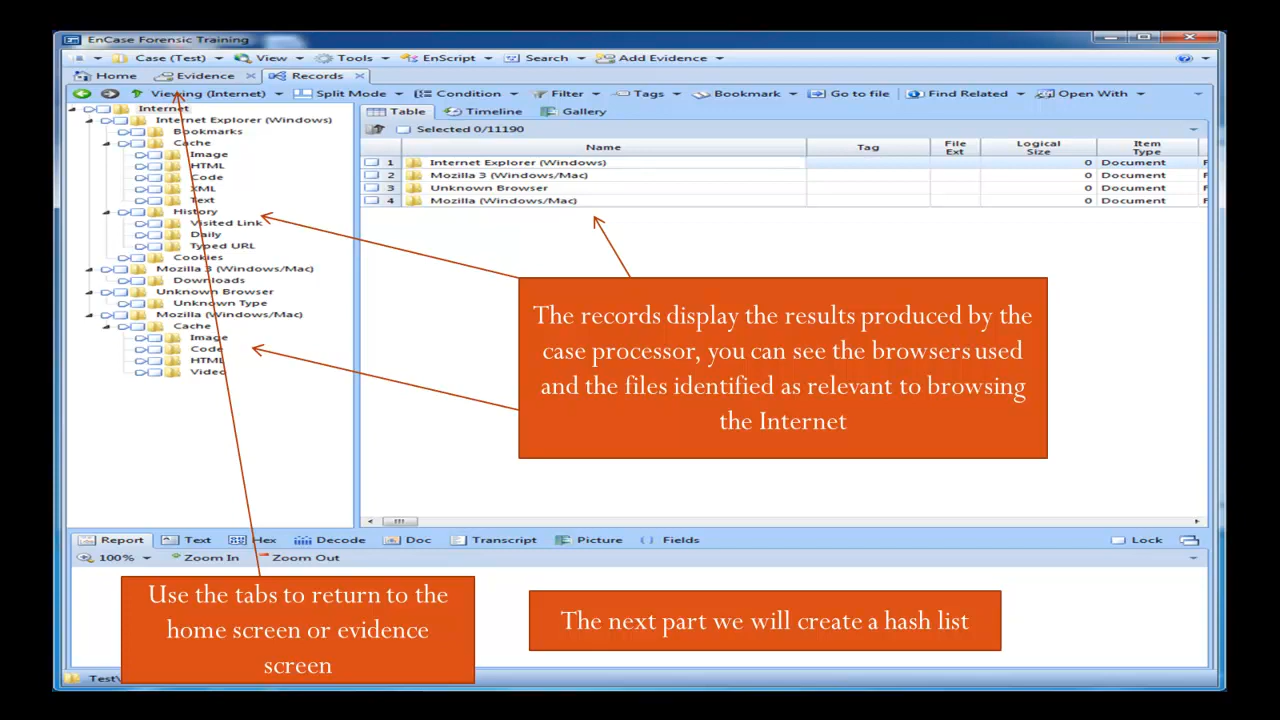 EnCase Forensic Training
Case (Test) View Tools EnScript Search Add Evidence
Home Evidence Records
Viewing (Internet) Split Mode Condition Filter Tags Bookmark Go to file Find Related Open With
Internet
Internet Explorer (Windows)
Bookmarks
Cache
Image
HTML
Code
XML
Text
History
Visited Link
Daily
Typed URL
Cookies
Mozilla 3 (Windows/Mac)
Downloads
Unknown Browser
Unknown Type
Mozilla (Windows/Mac)
Cache
Image
Code
HTML
Video
Table Timeline Gallery
Selected 0/11190
Name Tag File Ext Logical Size Item Type
1 Internet Explorer (Windows) 0 Document
2 Mozilla 3 (Windows/Mac) 0 Document
3 Unknown Browser 0 Document
4 Mozilla (Windows/Mac) 0 Document
The records display the results produced by the
case processor, you can see the browsers used
and the files identified as relevant to browsing
the Internet
Report Text Hex Decode Doc Transcript Picture Fields Lock
100% Zoom In Zoom Out
Use the tabs to return to the
home screen or evidence
screen
The next part we will create a hash list
Test\